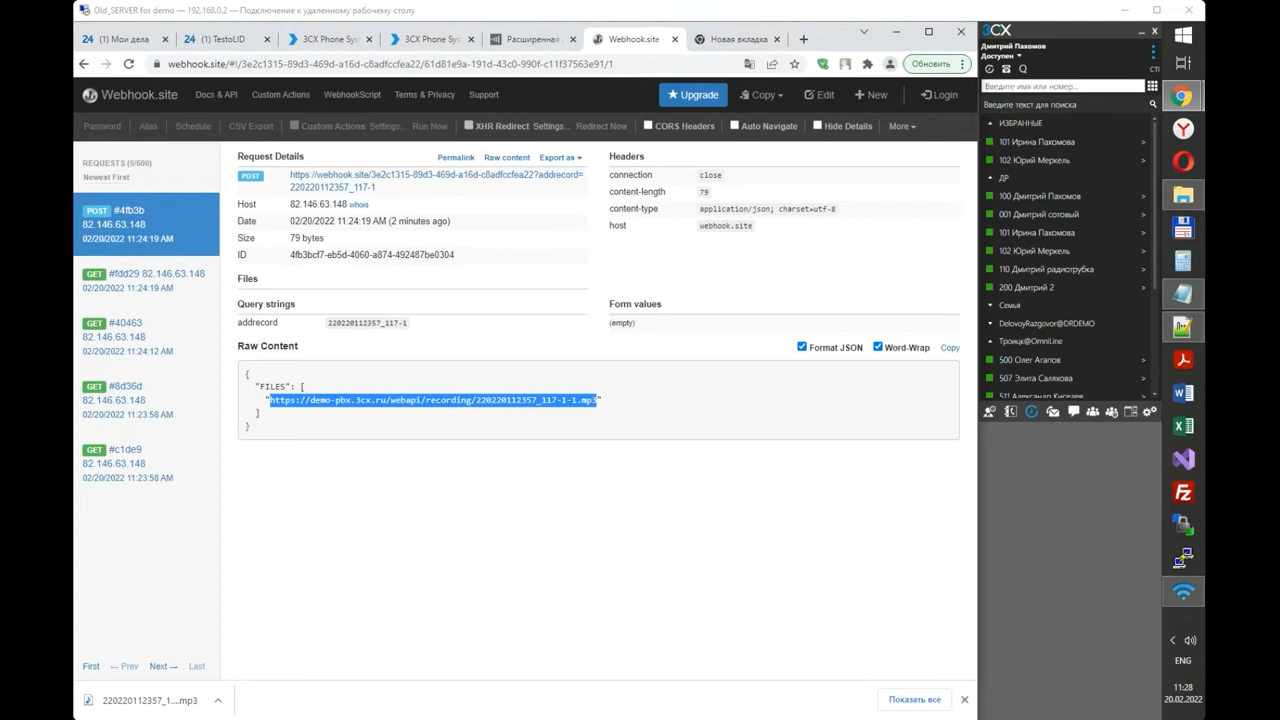 Old_SERVER for demo — 192.168.0.2 — Подключение к удаленному рабочему столу
24 (1) Мои дела
24 (1) TestoLID
3CX Phone Sys
3CX Phone Sy
Расширенная
Webhook.site
Новая вкладка
webhook.site/#!/3e2c1315-89d3-469d-a16d-c8adfccfea22/61d81e9a-191d-43c0-990f-c11f37563e91/1
Обновить
Webhook.site
Docs & API
Custom Actions
WebhookScript
Terms & Privacy
Support
Upgrade
Copy
Edit
New
Login
Password
Alias
Schedule
CSV Export
Custom Actions
Settings...
Run Now
XHR Redirect
Settings...
Redirect Now
CORS Headers
Auto Navigate
Hide Details
More
REQUESTS (5/500)
Newest First
POST #4fb3b
82.146.63.148
02/20/2022 11:24:19 AM
GET #fdd29 82.146.63.148
02/20/2022 11:24:19 AM
GET #40463
82.146.63.148
02/20/2022 11:24:12 AM
GET #8d36d
82.146.63.148
02/20/2022 11:23:58 AM
GET #c1de9
82.146.63.148
02/20/2022 11:23:58 AM
First ← Prev Next → Last
Request Details
Permalink
Raw content
Export as
POST
https://webhook.site/3e2c1315-89d3-469d-a16d-c8adfccfea22?addrecord=
220220112357_117-1
Host 82.146.63.148 whois
Date 02/20/2022 11:24:19 AM (2 minutes ago)
Size 79 bytes
ID 4fb3bcf7-eb5d-4060-a874-492487be0304
Files
Query strings
addrecord 220220112357_117-1
Headers
connection close
content-length 79
content-type application/json; charset=utf-8
host webhook.site
Form values
(empty)
Raw Content
Format JSON
Word-Wrap
Copy
{
"FILES": [
"https://demo-pbx.3cx.ru/webapi/recording/220220112357_117-1-1.mp3"
]
}
220220112357_1....mp3
Показать все
3CX
Дмитрий Пахомов
Доступен
CTI
Введите имя или номер...
Введите текст для поиска
ИЗБРАННЫЕ
101 Ирина Пахомова
102 Юрий Меркель
ДР
100 Дмитрий Пахомов
001 Дмитрий сотовый
101 Ирина Пахомова
102 Юрий Меркель
110 Дмитрий радиотрубка
200 Дмитрий 2
Семья
DelovoyRazgovor@DRDEMO
Троицк@OmniLine
500 Олег Агапов
507 Элита Саляхова
511 Александр Киселев
ENG
11:28
20.02.2022